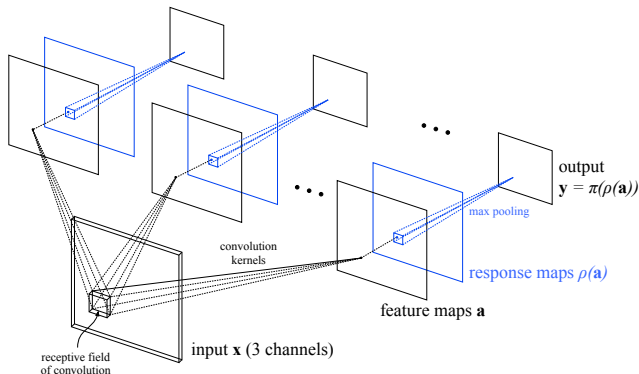 output
y = π(ρ(a))
max pooling
convolution
kernels
response maps ρ(a)
feature maps a
input x (3 channels)
receptive field
of convolution